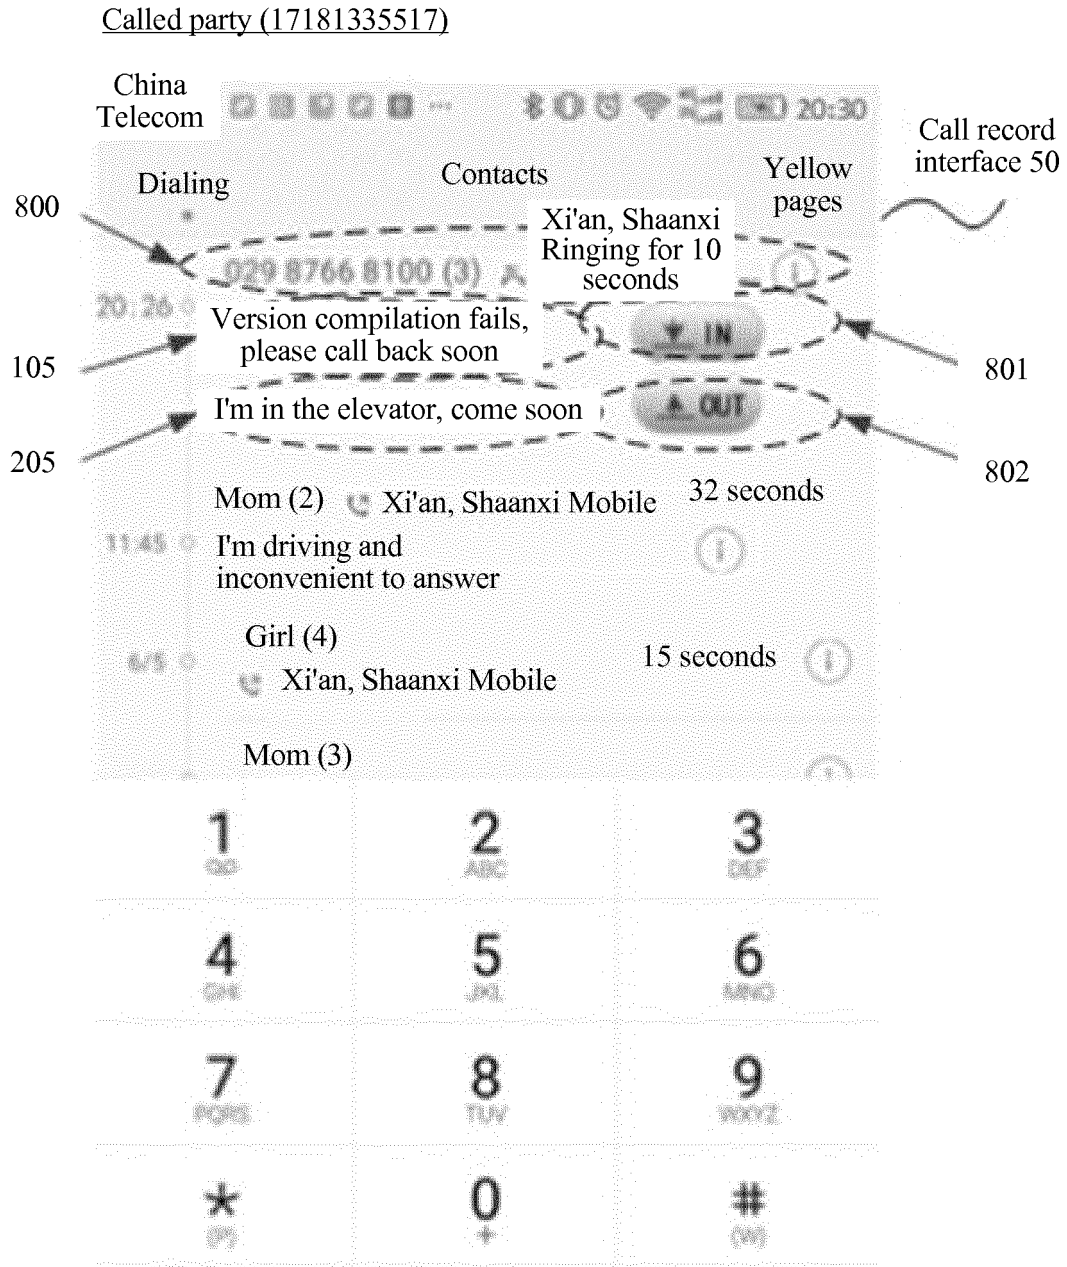 Called party (17181335517)
China
Telecom
20:30
Call record
interface 50
Dialing
Contacts
Yellow
pages
800
Xi'an, Shaanxi
Ringing for 10
seconds
029 8766 8100 (3)
20:26
Version compilation fails,
please call back soon
IN
105
801
I'm in the elevator, come soon
OUT
205
802
Mom (2)
Xi'an, Shaanxi Mobile
32 seconds
11:45
I'm driving and
inconvenient to answer
Girl (4)
6/5
15 seconds
Xi'an, Shaanxi Mobile
Mom (3)
1
2
3
QO
ABC
DEF
4
5
6
GHI
JKL
MNO
7
8
9
PQRS
TUV
WXYZ
*
0
#
(P)
+
(W)